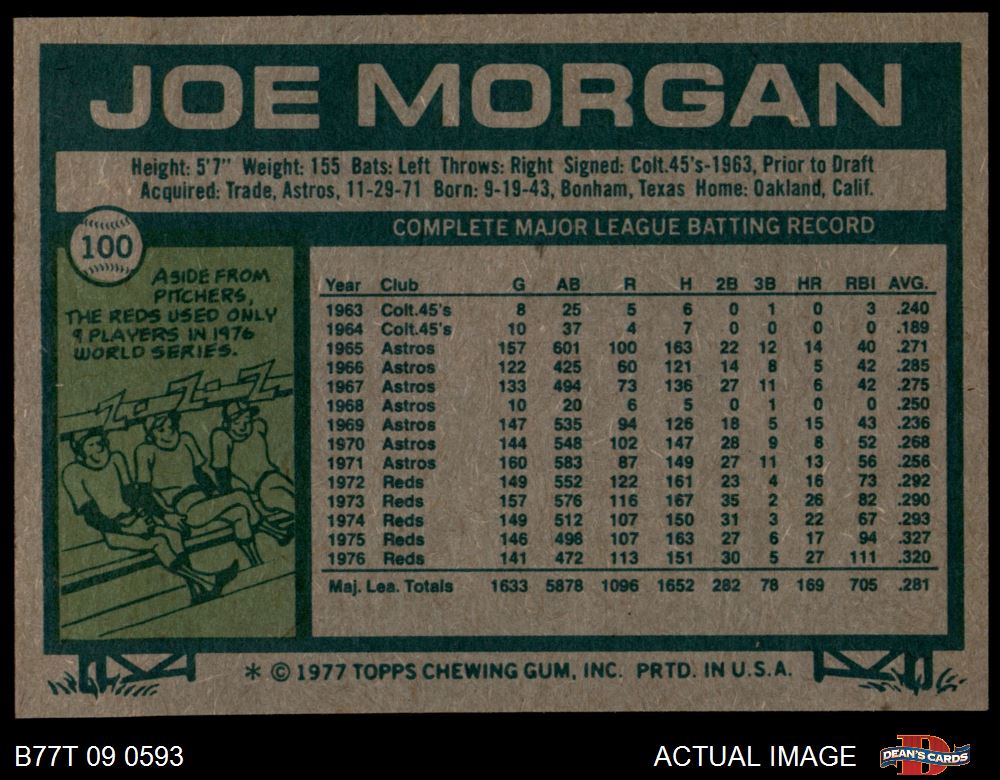 JOE MORGAN
Height: 5'7" Weight: 155 Bats: Left Throws: Right Signed: Colt.45's-1963, Prior to Draft
Acquired: Trade, Astros, 11-29-71 Born: 9-19-43, Bonham, Texas Home: Oakland, Calif.
100
ASIDE FROM
PITCHERS,
THE REDS USED ONLY
9 PLAYERS IN 1976
WORLD SERIES.
Z-Z-Z
COMPLETE MAJOR LEAGUE BATTING RECORD
Year Club G AB R H 2B 3B HR RBI AVG.
1963 Colt.45's 8 25 5 6 0 1 0 3 .240
1964 Colt.45's 10 37 4 7 0 0 0 0 .189
1965 Astros 157 601 100 163 22 12 14 40 .271
1966 Astros 122 425 60 121 14 8 5 42 .285
1967 Astros 133 494 73 136 27 11 6 42 .275
1968 Astros 10 20 6 5 0 1 0 0 .250
1969 Astros 147 535 94 126 18 5 15 43 .236
1970 Astros 144 548 102 147 28 9 8 52 .268
1971 Astros 160 583 87 149 27 11 13 56 .256
1972 Reds 149 552 122 161 23 4 16 73 .292
1973 Reds 157 576 116 167 35 2 26 82 .290
1974 Reds 149 512 107 150 31 3 22 67 .293
1975 Reds 146 498 107 163 27 6 17 94 .327
1976 Reds 141 472 113 151 30 5 27 111 .320
Maj. Lea. Totals 1633 5878 1096 1652 282 78 169 705 .281
* © 1977 TOPPS CHEWING GUM, INC. PRTD. IN U.S.A.
B77T 09 0593
ACTUAL IMAGE
D
DEAN'S CARDS